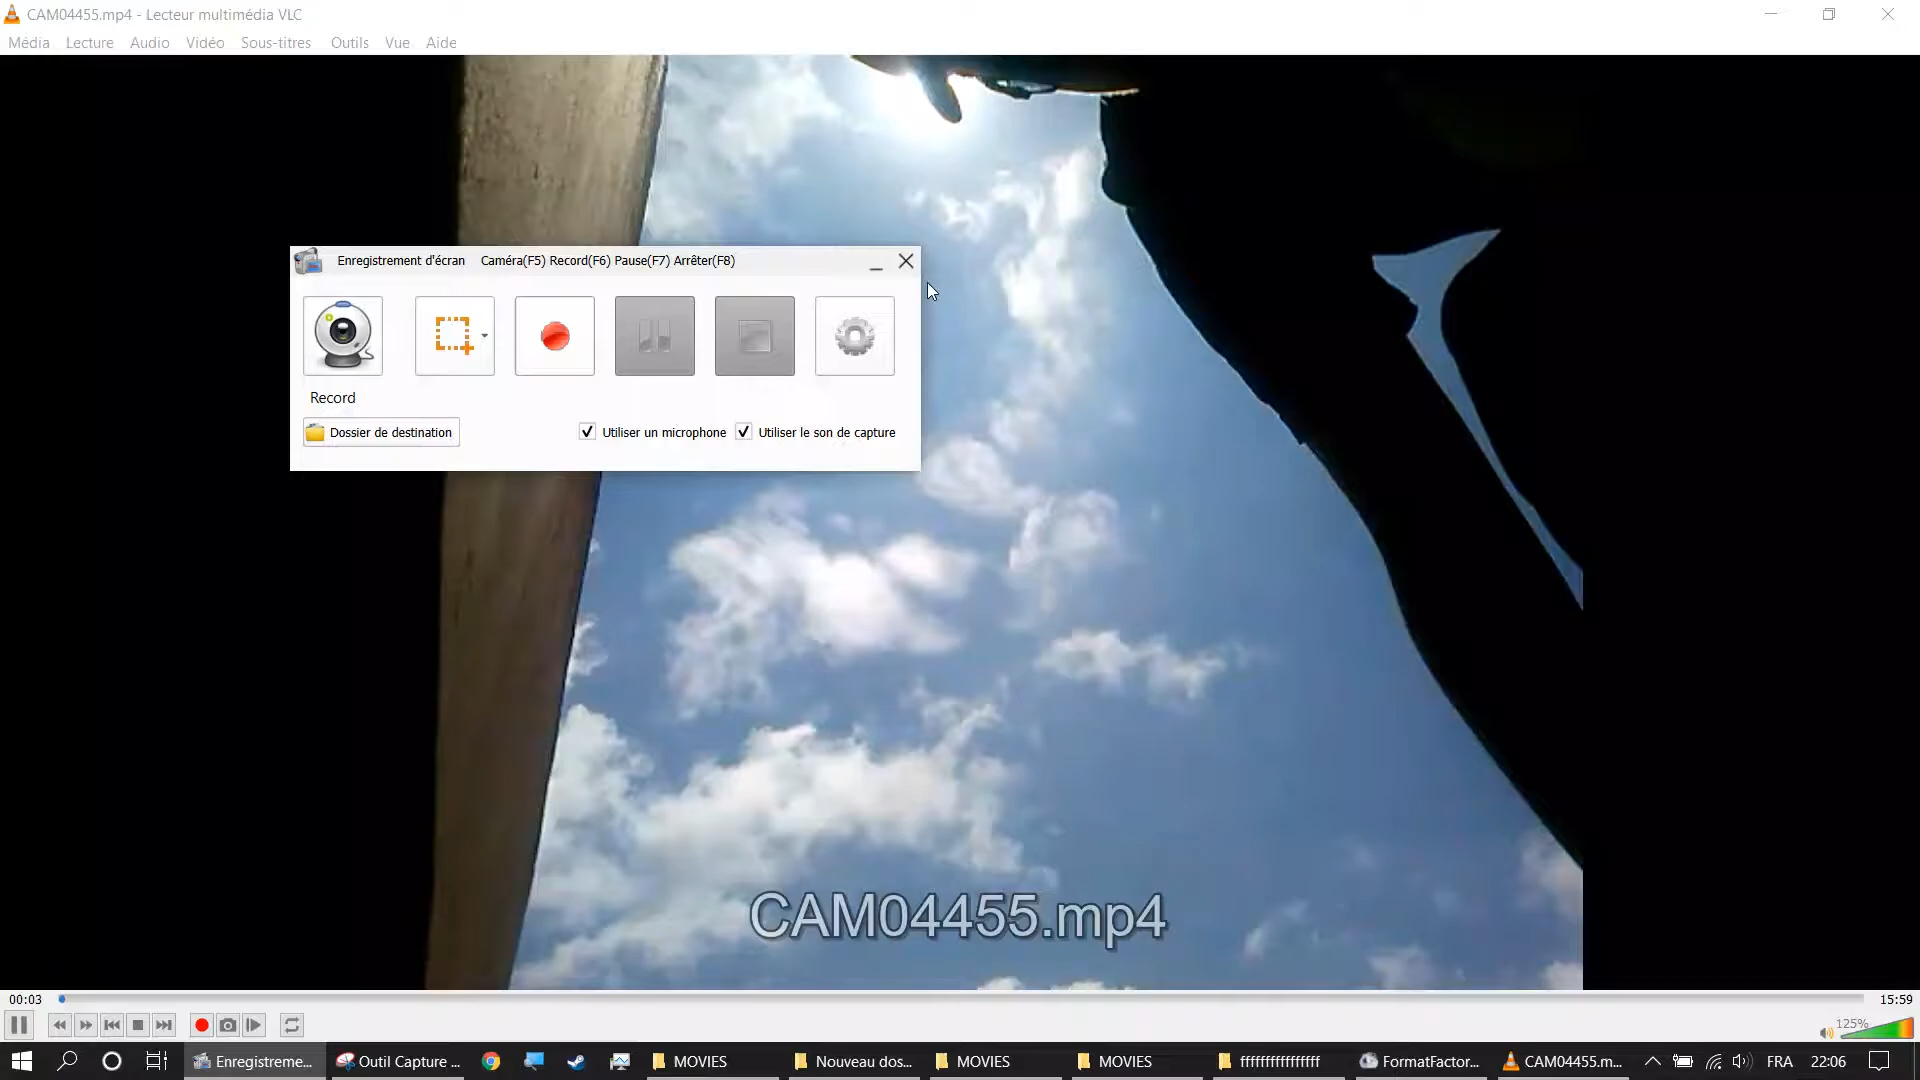 CAM04455.mp4 - Lecteur multimédia VLC
Média Lecture Audio Vidéo Sous-titres Outils Vue Aide
Enregistrement d'écran Caméra(F5) Record(F6) Pause(F7) Arrêter(F8)
Record
Dossier de destination Utiliser un microphone Utiliser le son de capture
CAM04455.mp4
00:03 15:59
125%
Enregistreme... Outil Capture ... MOVIES Nouveau dos... MOVIES MOVIES fffffffffffffff FormatFactor... CAM04455.m... FRA 22:06